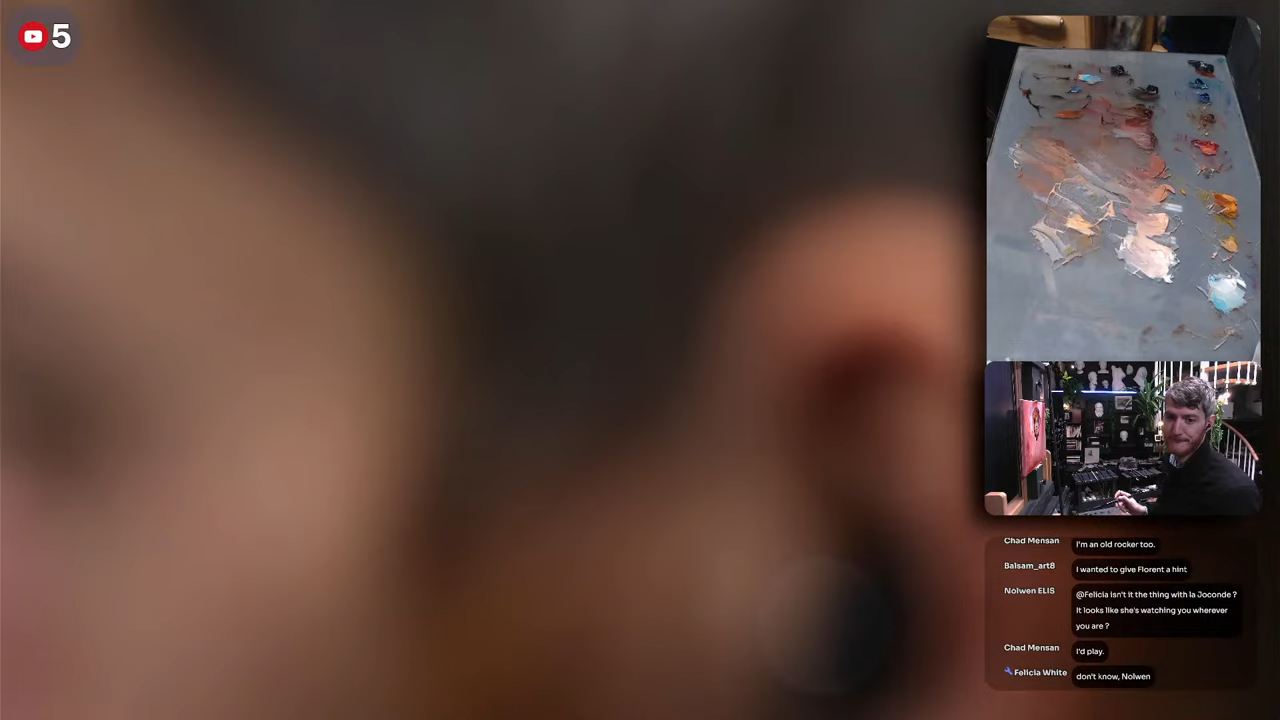 5
Chad Mensan
I'm an old rocker too.
Balsam_art8
I wanted to give Florent a hint
Nolwen ELIS
@Felicia Isn't it the thing with la Joconde ?
It looks like she's watching you wherever
you are ?
Chad Mensan
I'd play.
Felicia White
don't know, Nolwen